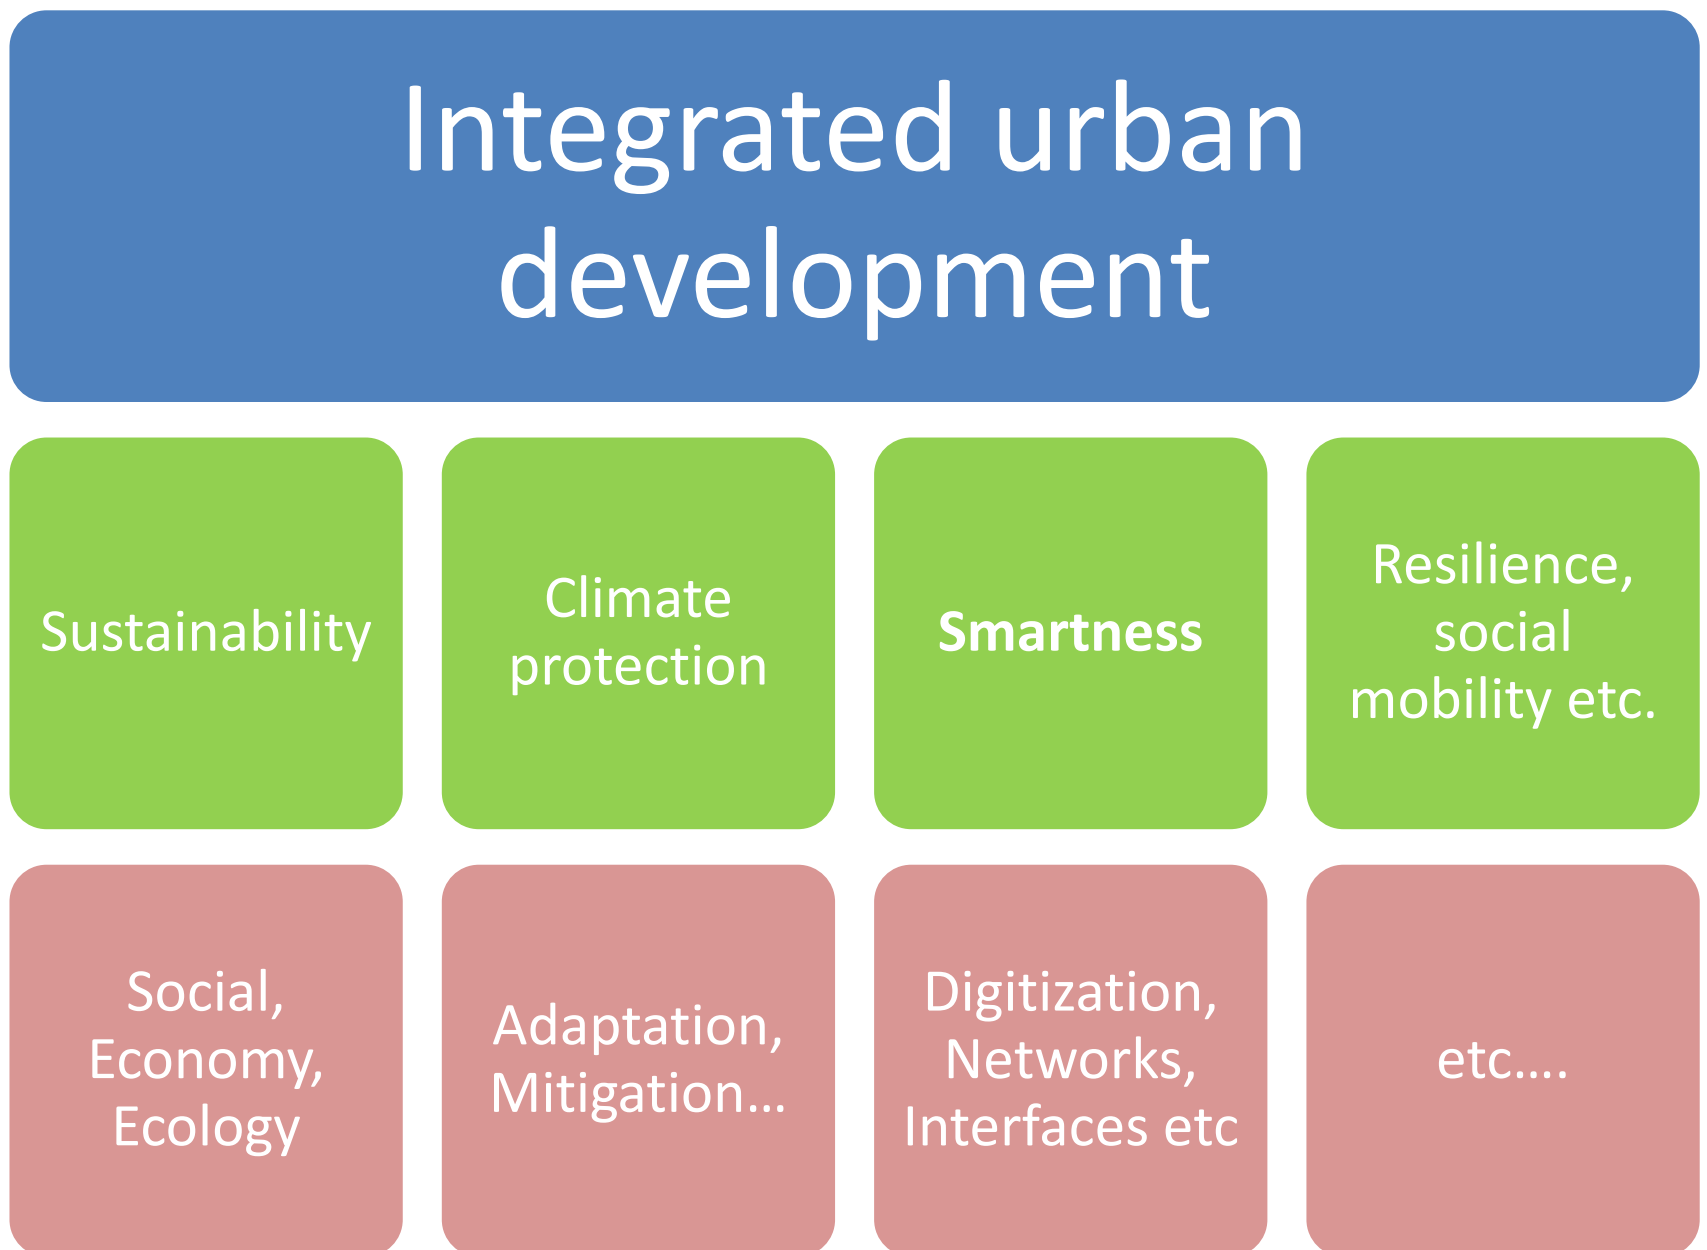 Integrated urban
development
Sustainability
Climate
protection
Smartness
Resilience,
social
mobility etc.
Social,
Economy,
Ecology
Adaptation,
Mitigation...
Digitization,
Networks,
Interfaces etc
etc....